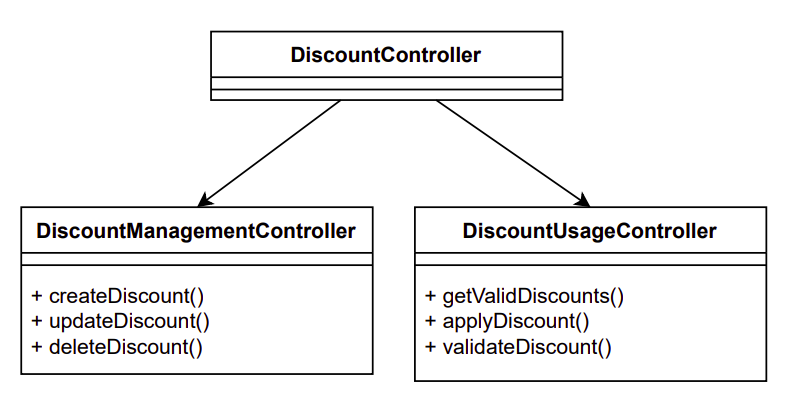 DiscountController
DiscountManagementController
+ createDiscount()
+ updateDiscount()
+ deleteDiscount()
DiscountUsageController
+ getValidDiscounts()
+ applyDiscount()
+ validateDiscount()